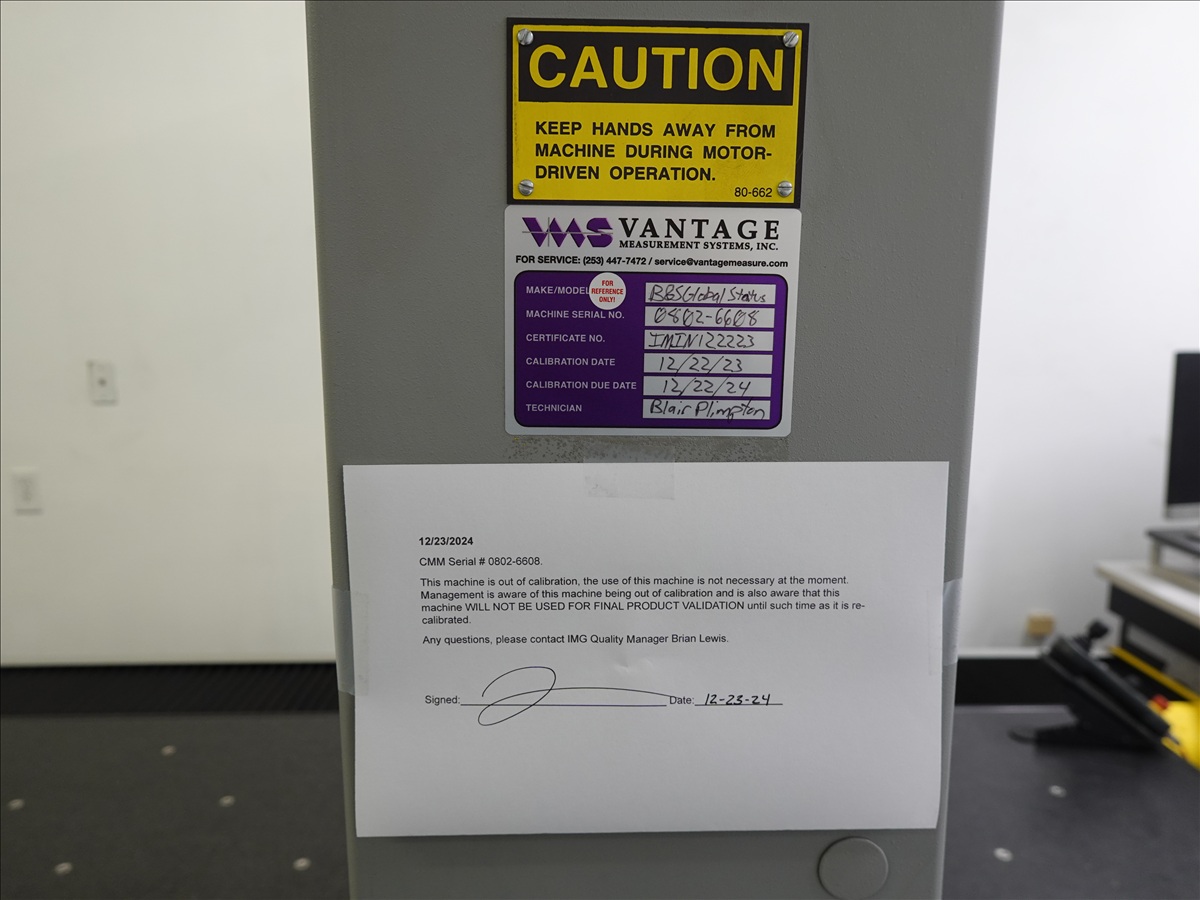 CAUTION
KEEP HANDS AWAY FROM
MACHINE DURING MOTOR-
DRIVEN OPERATION.
80-662
VMS VANTAGE
MEASUREMENT SYSTEMS, INC.
FOR SERVICE: (253) 447-7472 / service@vantagemeasure.com
MAKE/MODEL
FOR
REFERENCE
ONLY!
B&S Global Status
MACHINE SERIAL NO. 0802-6608
CERTIFICATE NO. IMIN122223
CALIBRATION DATE 12/22/23
CALIBRATION DUE DATE 12/22/24
TECHNICIAN Blair Plimpton
12/23/2024
CMM Serial # 0802-6608.
This machine is out of calibration, the use of this machine is not necessary at the moment.
Management is aware of this machine being out of calibration and is also aware that this
machine WILL NOT BE USED FOR FINAL PRODUCT VALIDATION until such time as it is re-
calibrated.
Any questions, please contact IMG Quality Manager Brian Lewis.
Signed: Date: 12-23-24